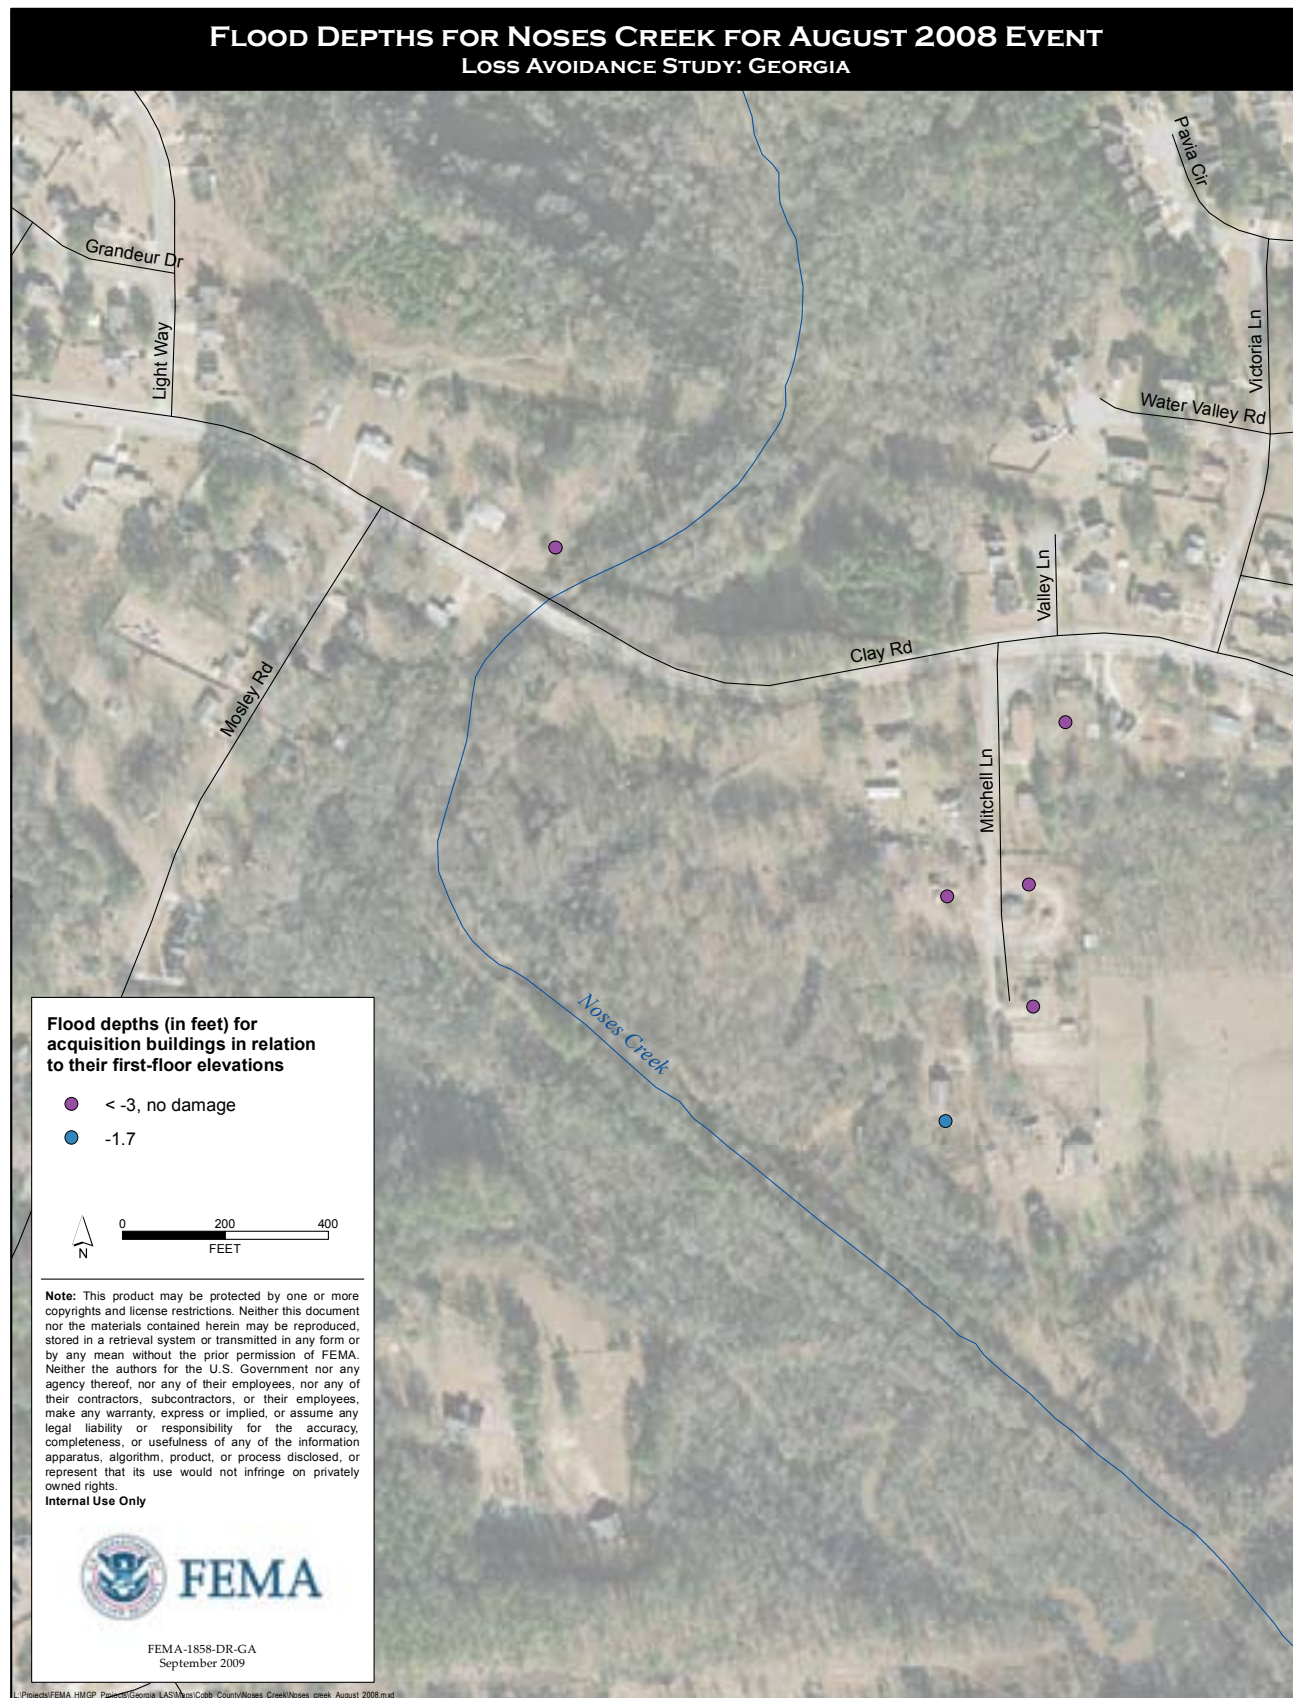 FLOOD DEPTHS FOR NOSES CREEK FOR AUGUST 2008 EVENT
LOSS AVOIDANCE STUDY: GEORGIA
Pavia Cir
Grandeur Dr
Light Way
Victoria Ln
Water Valley Rd
Valley Ln
Clay Rd
Mosley Rd
Mitchell Ln
Noses Creek
Flood depths (in feet) for
acquisition buildings in relation
to their first-floor elevations
< -3, no damage
-1.7
0 200 400
FEET
N
Note: This product may be protected by one or more
copyrights and license restrictions. Neither this document
nor the materials contained herein may be reproduced,
stored in a retrieval system or transmitted in any form or
by any mean without the prior permission of FEMA.
Neither the authors for the U.S. Government nor any
agency thereof, nor any of their employees, nor any of
their contractors, subcontractors, or their employees,
make any warranty, express or implied, or assume any
legal liability or responsibility for the accuracy,
completeness, or usefulness of any of the information
apparatus, algorithm, product, or process disclosed, or
represent that its use would not infringe on privately
owned rights.
Internal Use Only
FEMA
FEMA-1858-DR-GA
September 2009
L:\Projects\FEMA_HMGP_Projects\Georgia_LAS\Maps\Cobb_County\Noses_Creek\Noses_creek_August_2008.mxd